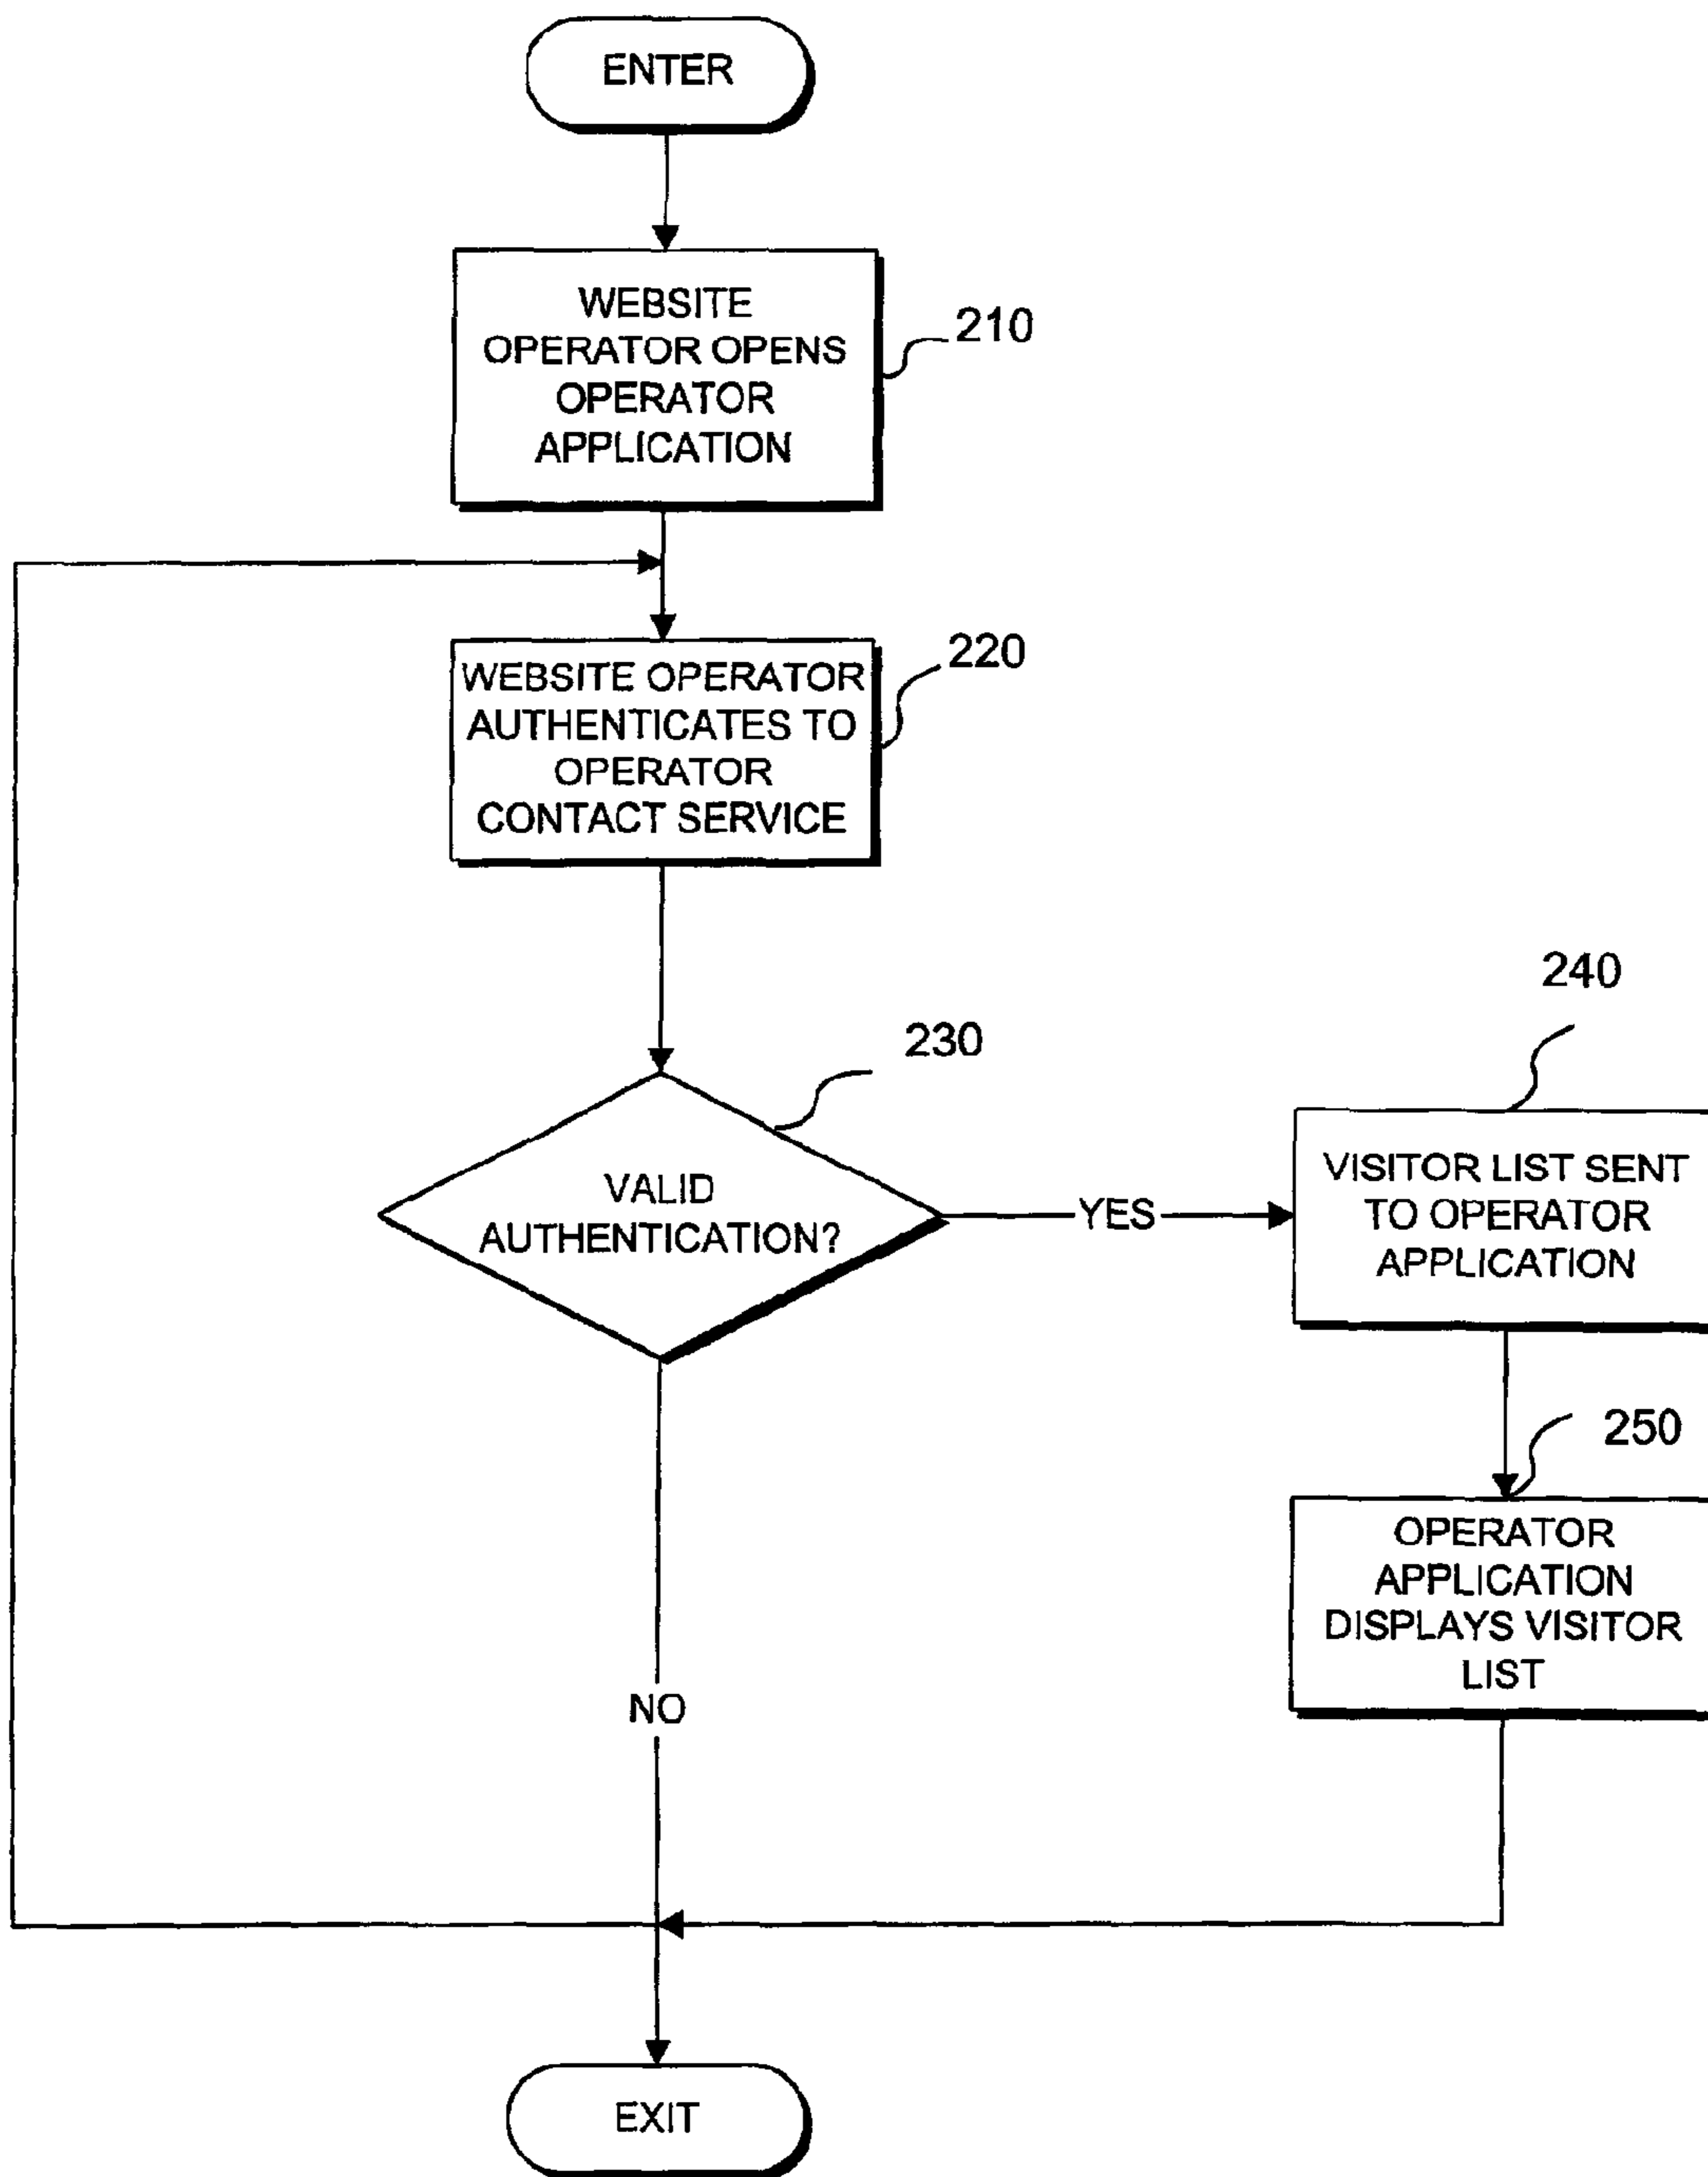 ENTER
WEBSITE
OPERATOR OPENS
OPERATOR
APPLICATION
210
WEBSITE OPERATOR
AUTHENTICATES TO
OPERATOR
CONTACT SERVICE
220
230
VALID
AUTHENTICATION?
YES
240
VISITOR LIST SENT
TO OPERATOR
APPLICATION
250
OPERATOR
APPLICATION
DISPLAYS VISITOR
LIST
NO
EXIT